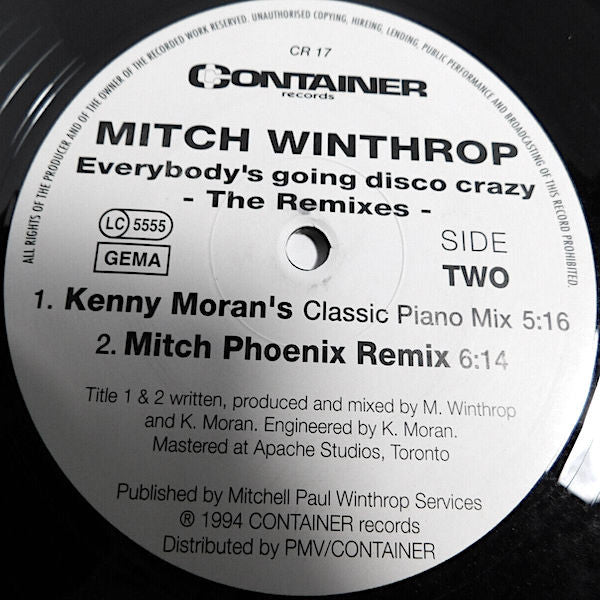 ALL RIGHTS OF THE PRODUCER AND OF THE OWNER OF THE RECORDED WORK RESERVED. UNAUTHORISED COPYING, HIREING, LENDING, PUBLIC PERFORMANCE AND BROADCASTING OF THIS RECORD PROHIBITED.
CR 17
CONTAINER
records
MITCH WINTHROP
Everybody's going disco crazy
- The Remixes -
LC 5555
GEMA
SIDE
TWO
1. Kenny Moran's Classic Piano Mix 5:16
2. Mitch Phoenix Remix 6:14
Title 1 & 2 written, produced and mixed by M. Winthrop
and K. Moran. Engineered by K. Moran.
Mastered at Apache Studios, Toronto
Published by Mitchell Paul Winthrop Services
® 1994 CONTAINER records
Distributed by PMV/CONTAINER